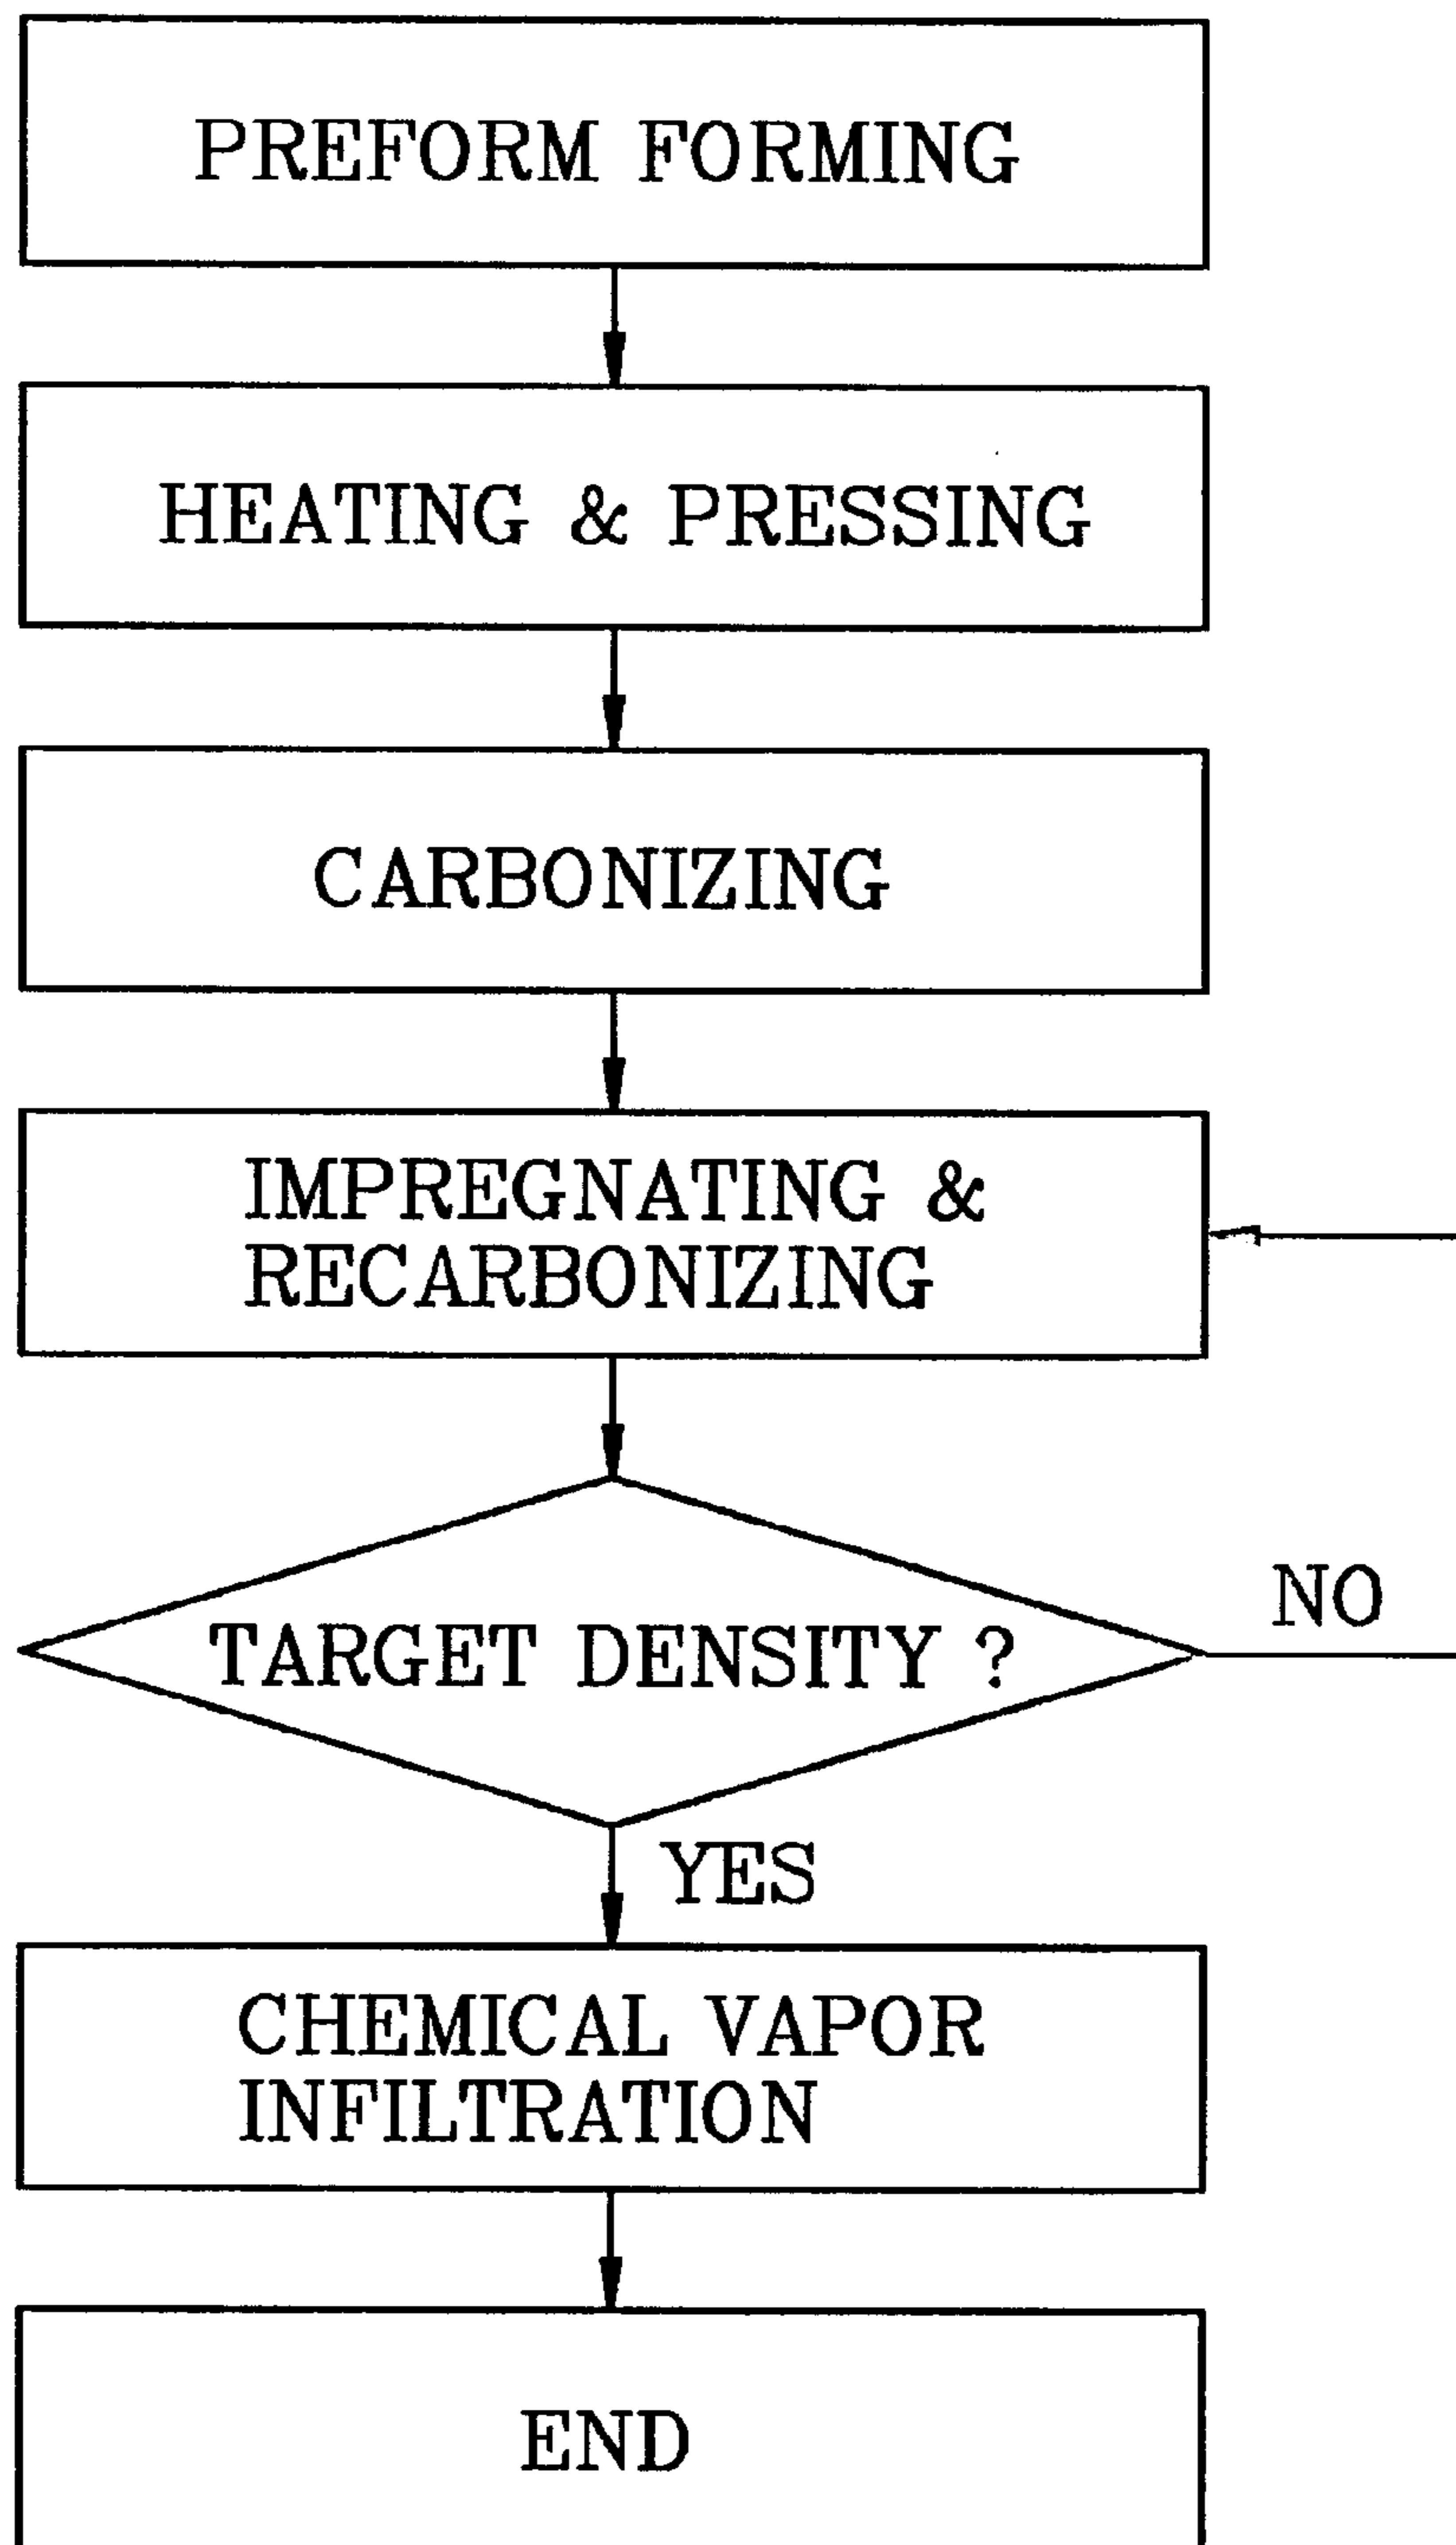 PREFORM FORMING
HEATING & PRESSING
CARBONIZING
IMPREGNATING &
RECARBONIZING
TARGET DENSITY ?
NO
YES
CHEMICAL VAPOR
INFILTRATION
END